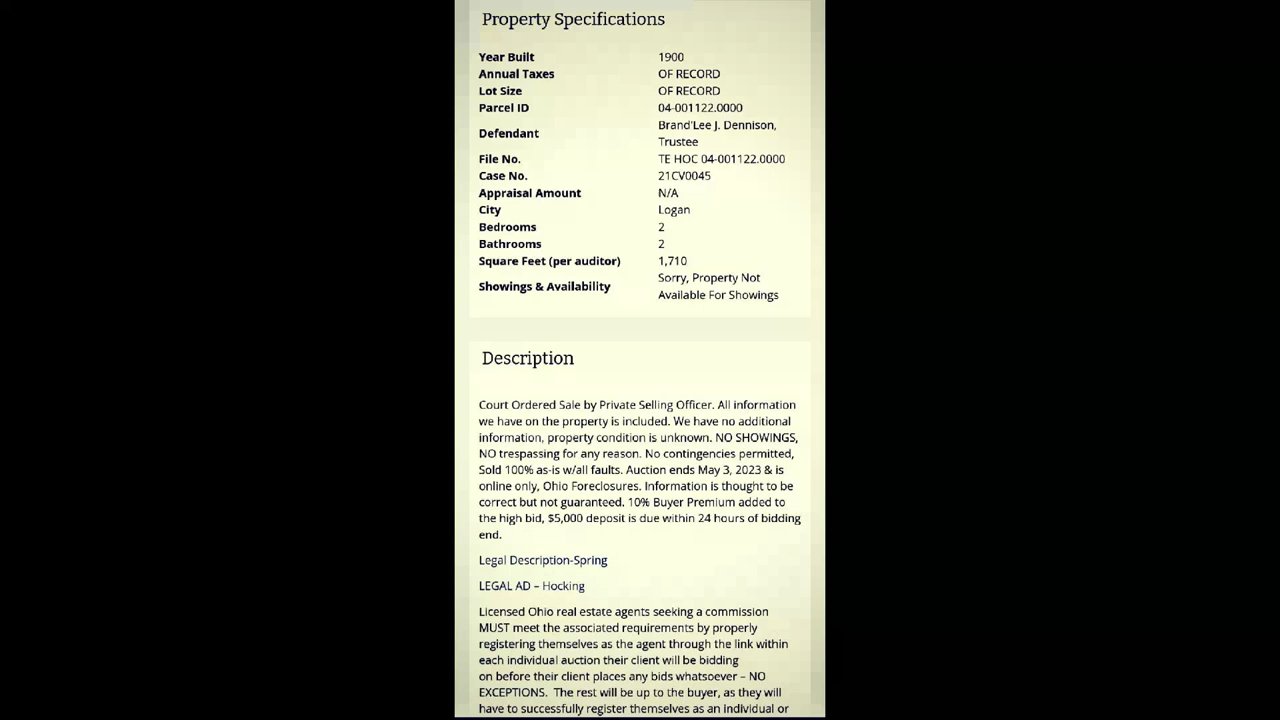 Property Specifications
Year Built 1900
Annual Taxes OF RECORD
Lot Size OF RECORD
Parcel ID 04-001122.0000
Defendant Brand'Lee J. Dennison,
Trustee
File No. TE HOC 04-001122.0000
Case No. 21CV0045
Appraisal Amount N/A
City Logan
Bedrooms 2
Bathrooms 2
Square Feet (per auditor) 1,710
Showings & Availability Sorry, Property Not
Available For Showings
Description
Court Ordered Sale by Private Selling Officer. All information
we have on the property is included. We have no additional
information, property condition is unknown. NO SHOWINGS,
NO trespassing for any reason. No contingencies permitted,
Sold 100% as-is w/all faults. Auction ends May 3, 2023 & is
online only, Ohio Foreclosures. Information is thought to be
correct but not guaranteed. 10% Buyer Premium added to
the high bid, $5,000 deposit is due within 24 hours of bidding
end.
Legal Description-Spring
LEGAL AD – Hocking
Licensed Ohio real estate agents seeking a commission
MUST meet the associated requirements by properly
registering themselves as the agent through the link within
each individual auction their client will be bidding
on before their client places any bids whatsoever – NO
EXCEPTIONS. The rest will be up to the buyer, as they will
have to successfully register themselves as an individual or